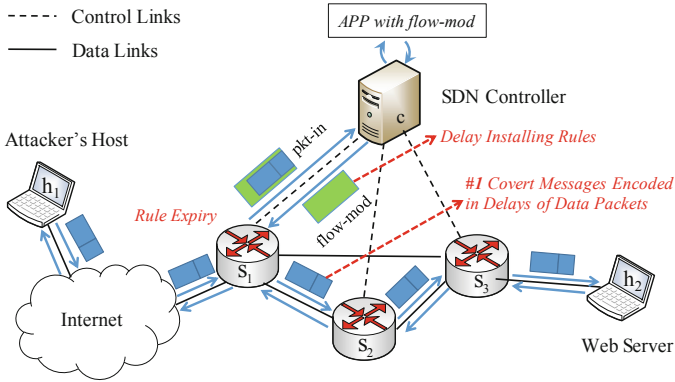 Control Links
Data Links
APP with flow-mod
SDN Controller
c
Attacker's Host
h1
pkt-in
Delay Installing Rules
#1 Covert Messages Encoded
in Delays of Data Packets
Rule Expiry
flow-mod
S1
S3
h2
Internet
S2
Web Server